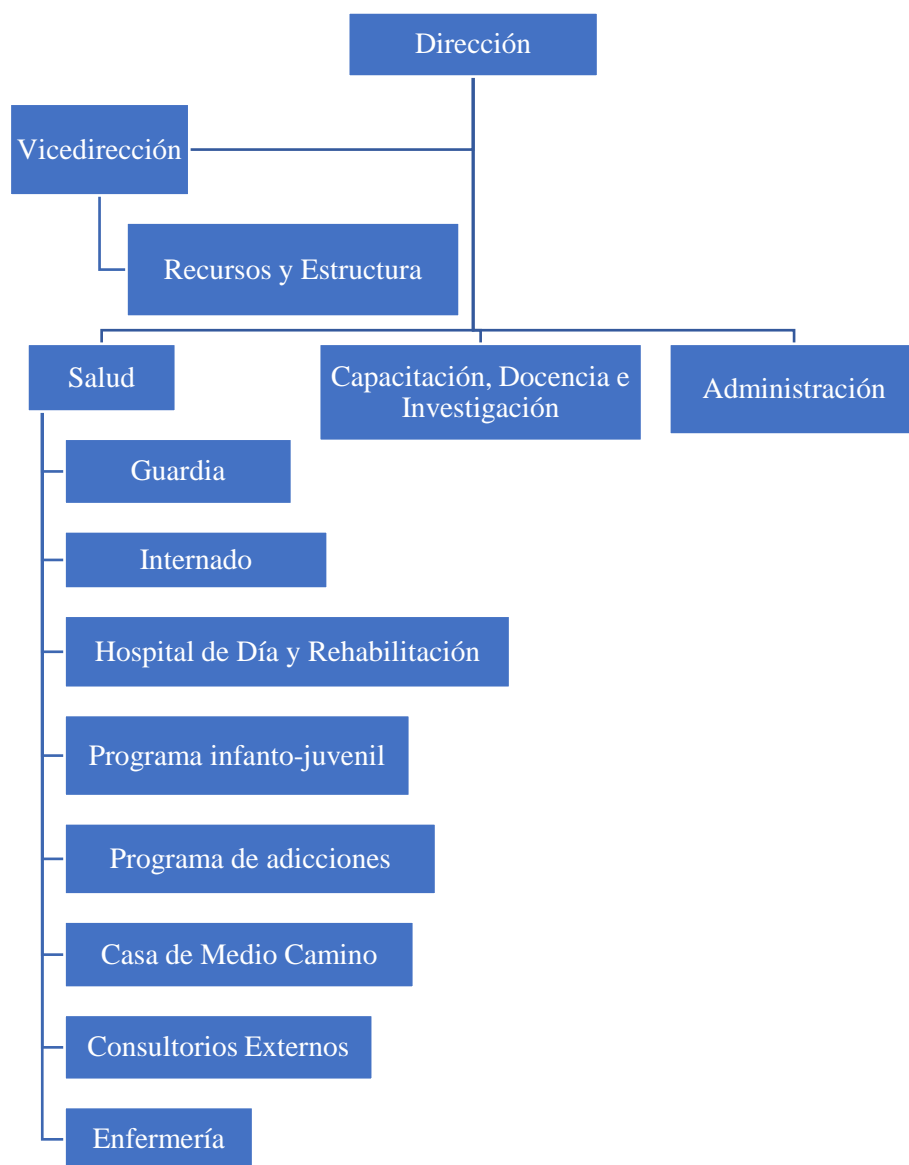 Dirección
Vicedirección
Recursos y Estructura
Salud
Capacitación, Docencia e
Investigación
Administración
Guardia
Internado
Hospital de Día y Rehabilitación
Programa infanto-juvenil
Programa de adicciones
Casa de Medio Camino
Consultorios Externos
Enfermería